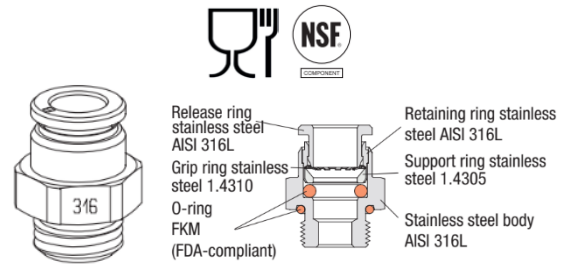 NSF®
COMPONENT
Release ring
stainless steel
AISI 316L
Grip ring stainless
steel 1.4310
O-ring
FKM
(FDA-compliant)
316
Retaining ring stainless
steel AISI 316L
Support ring stainless
steel 1.4305
Stainless steel body
AISI 316L